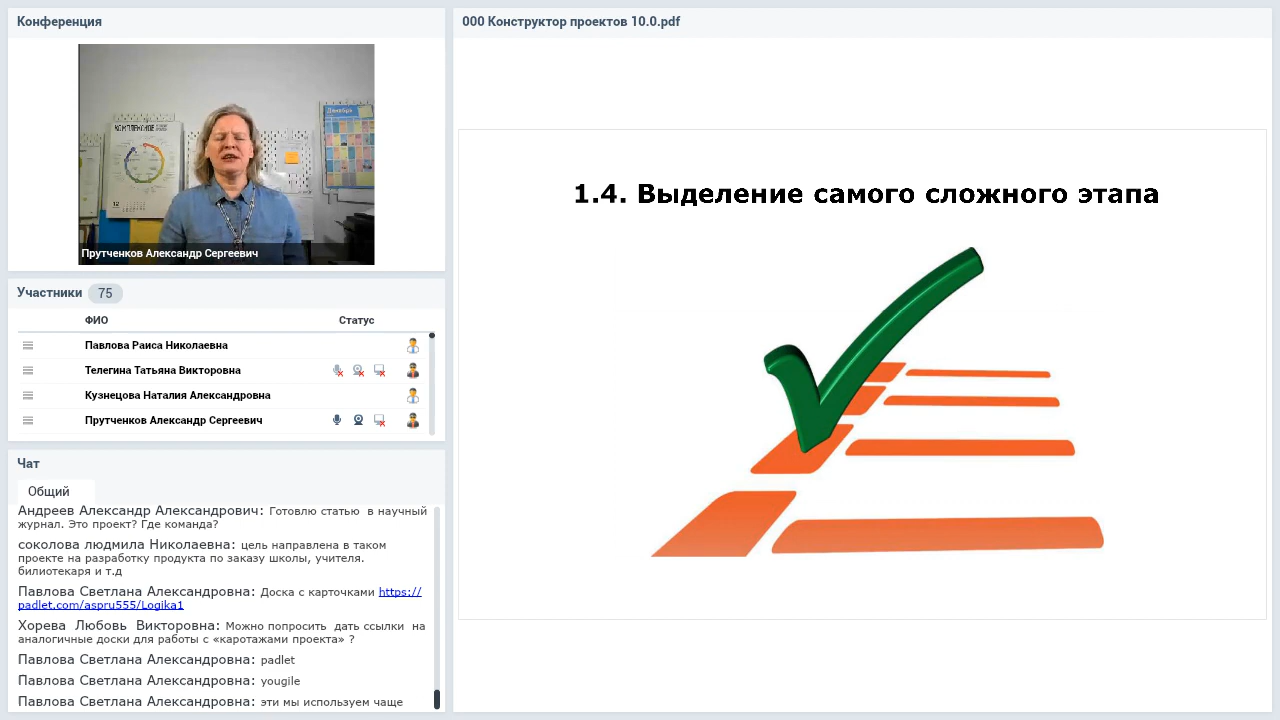 Конференция
Декабрь
КОМПЛЕКСНОЕ
12
Прутченков Александр Сергеевич
Участники 75
ФИО Статус
Павлова Раиса Николаевна
Телегина Татьяна Викторовна
Кузнецова Наталия Александровна
Прутченков Александр Сергеевич
Чат
Общий
Андреев Александр Александрович: Готовлю статью в научный
журнал. Это проект? Где команда?
соколова людмила Николаевна: цель направлена в таком
проекте на разработку продукта по заказу школы, учителя.
билиотекаря и т.д
Павлова Светлана Александровна: Доска с карточками https://
padlet.com/aspru555/Logika1
Хорева Любовь Викторовна: Можно попросить дать ссылки на
аналогичные доски для работы с «каротажами проекта» ?
Павлова Светлана Александровна: padlet
Павлова Светлана Александровна: yougile
Павлова Светлана Александровна: эти мы используем чаще
000 Конструктор проектов 10.0.pdf
1.4. Выделение самого сложного этапа